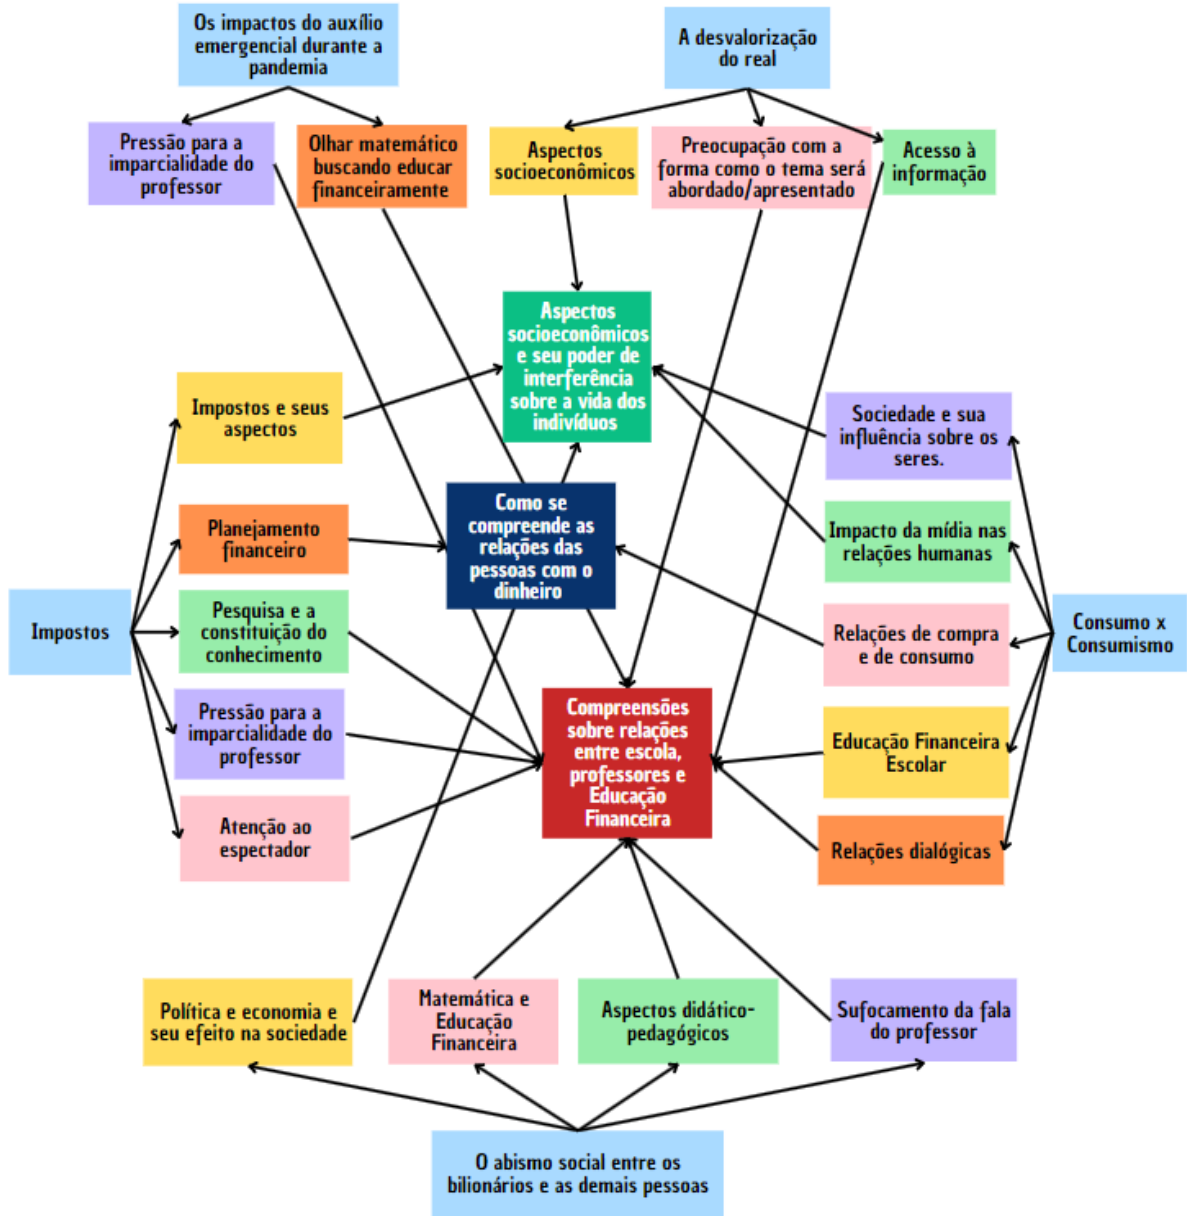 Os impactos do auxílio
emergencial durante a
pandemia
A desvalorização
do real
Pressão para a
imparcialidade do
professor
Olhar matemático
buscando educar
financeiramente
Aspectos
socioeconômicos
Preocupação com a
forma como o tema será
abordado/apresentado
Acesso à
informação
Aspectos
socioeconômicos
e seu poder de
interferência
sobre a vida dos
indivíduos
Impostos e seus
aspectos
Sociedade e sua
influência sobre os
seres.
Planejamento
financeiro
Como se
compreende as
relações das
pessoas com o
dinheiro
Impacto da mídia nas
relações humanas
Impostos
Pesquisa e a
constituição do
conhecimento
Relações de compra
e de consumo
Consumo x
Consumismo
Pressão para a
imparcialidade do
professor
Compreensões
sobre relações
entre escola,
professores e
Educação
Financeira
Educação Financeira
Escolar
Atenção ao
espectador
Relações dialógicas
Política e economia e
seu efeito na sociedade
Matemática e
Educação
Financeira
Aspectos didático-
pedagógicos
Sufocamento da fala
do professor
O abismo social entre os
bilionários e as demais pessoas